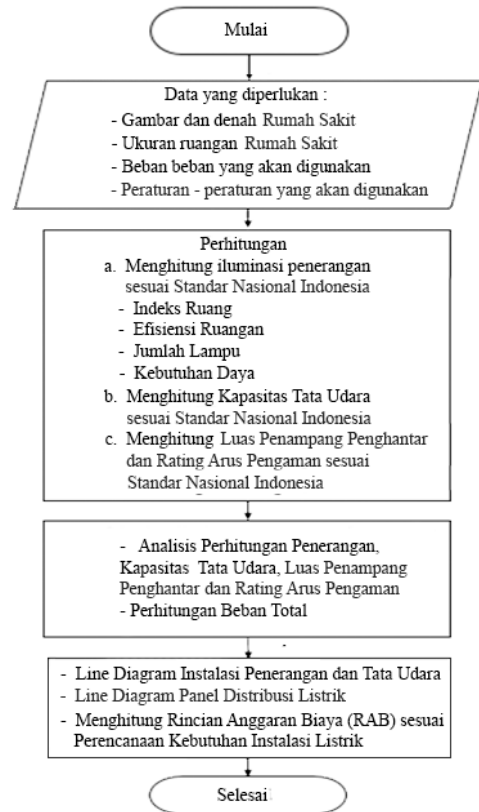 Mulai
Data yang diperlukan :
- Gambar dan denah Rumah Sakit
- Ukuran ruangan Rumah Sakit
- Beban beban yang akan digunakan
- Peraturan - peraturan yang akan digunakan
Perhitungan
a. Menghitung iluminasi penerangan
sesuai Standar Nasional Indonesia
- Indeks Ruang
- Efisiensi Ruangan
- Jumlah Lampu
- Kebutuhan Daya
b. Menghitung Kapasitas Tata Udara
sesuai Standar Nasional Indonesia
c. Menghitung Luas Penampang Penghantar
dan Rating Arus Pengaman sesuai
Standar Nasional Indonesia
- Analisis Perhitungan Penerangan,
Kapasitas Tata Udara, Luas Penampang
Penghantar dan Rating Arus Pengaman
- Perhitungan Beban Total
- Line Diagram Instalasi Penerangan dan Tata Udara
- Line Diagram Panel Distribusi Listrik
- Menghitung Rincian Anggaran Biaya (RAB) sesuai
Perencanaan Kebutuhan Instalasi Listrik
Selesai